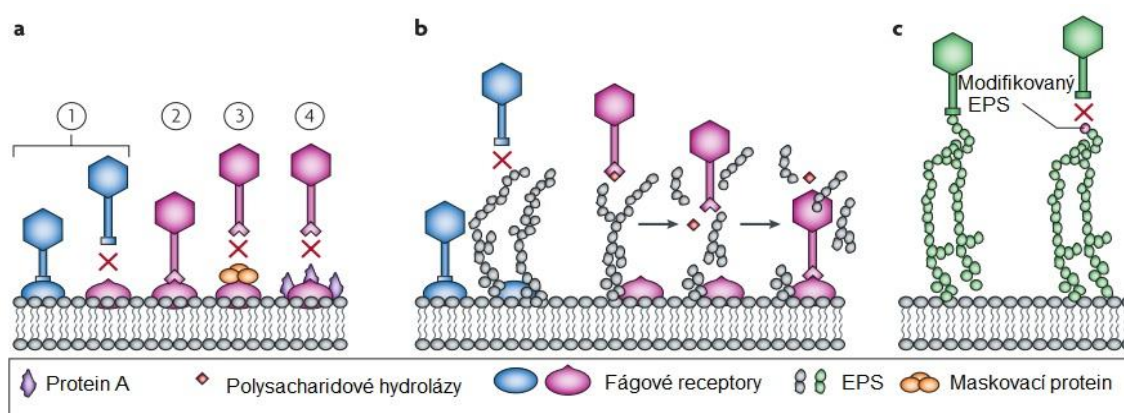 a
b
c
1
2
3
4
Modifikovaný
EPS
Protein A
Polysacharidové hydrolázy
Fágové receptory
EPS
Maskovací protein